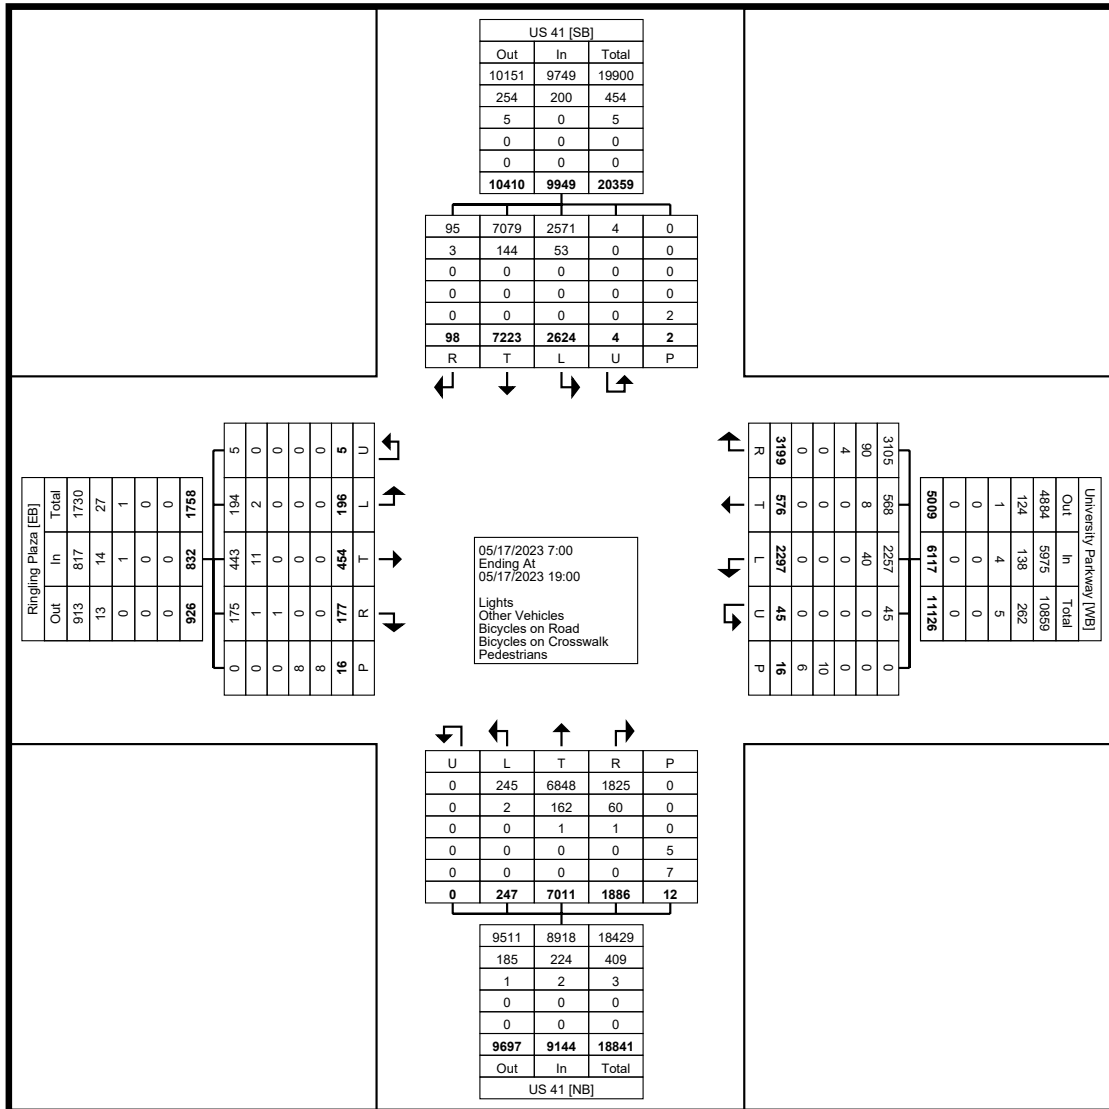 US 41 [SB]
Out In Total
10151 9749 19900
254 200 454
5 0 5
0 0 0
0 0 0
10410 9949 20359
95 7079 2571 4 0
3 144 53 0 0
0 0 0 0 0
0 0 0 0 0
0 0 0 0 2
98 7223 2624 4 2
R T L U P
Ringling Plaza [EB]
Total 1730 27 1 0 0 1758
In 817 14 1 0 0 832
Out 913 13 0 0 0 926
5 0 0 0 0 5 U
194 2 0 0 0 196 L
443 11 0 0 0 454 T
175 1 1 0 0 177 R
0 0 0 8 8 16 P
05/17/2023 7:00
Ending At
05/17/2023 19:00
Lights
Other Vehicles
Bicycles on Road
Bicycles on Crosswalk
Pedestrians
R 3199 0 0 4 90 3105
T 576 0 0 0 8 568
L 2297 0 0 0 40 2257
U 45 0 0 0 0 45
P 16 6 10 0 0 0
University Parkway [WB]
Out 4884 124 1 0 0 5009
In 5975 138 4 0 0 6117
Total 10859 262 5 0 0 11126
U L T R P
0 245 6848 1825 0
0 2 162 60 0
0 0 1 1 0
0 0 0 0 5
0 0 0 0 7
0 247 7011 1886 12
9511 8918 18429
185 224 409
1 2 3
0 0 0
0 0 0
9697 9144 18841
Out In Total
US 41 [NB]